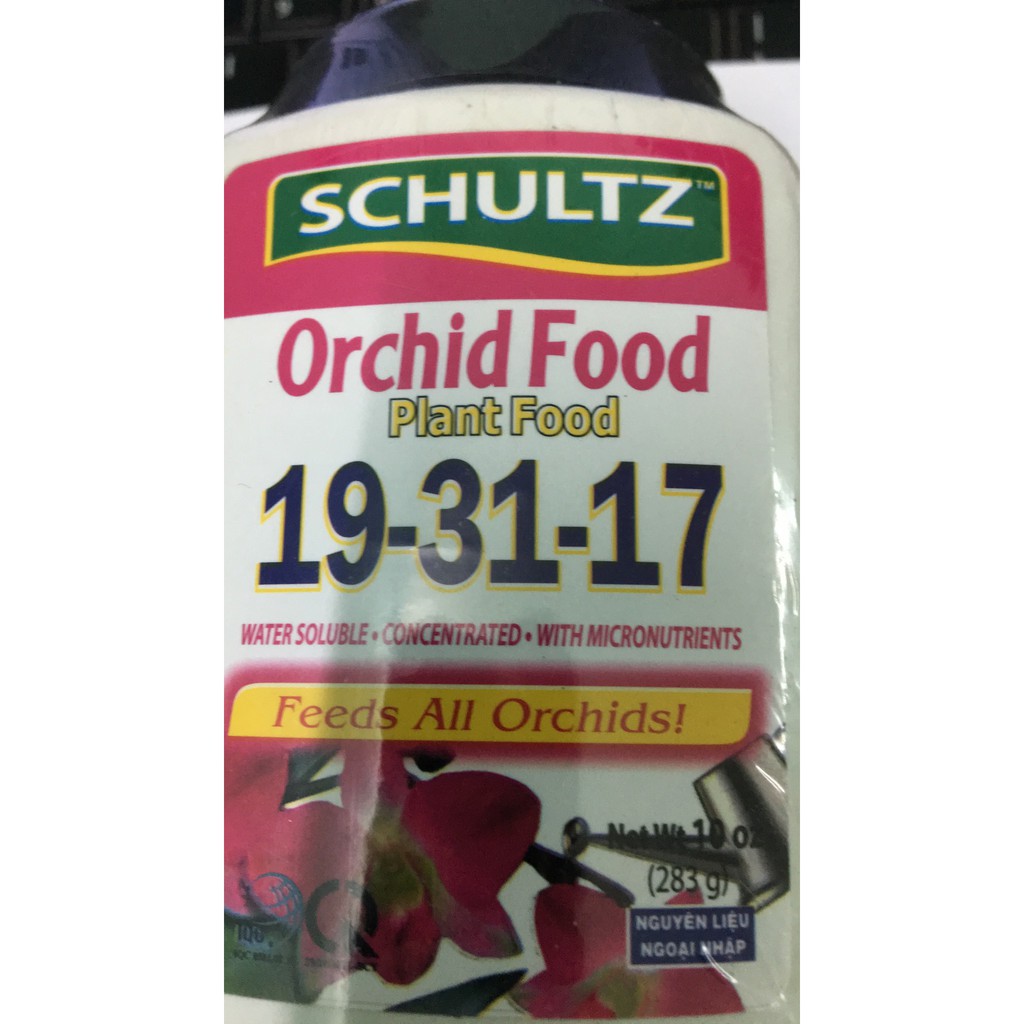 SCHULTZ™
Orchid Food
Plant Food
19-31-17
WATER SOLUBLE • CONCENTRATED • WITH MICRONUTRIENTS
Feeds All Orchids!
Net Wt 10 oz
(283 g)
NGUYÊN LIỆU
NGOẠI NHẬP